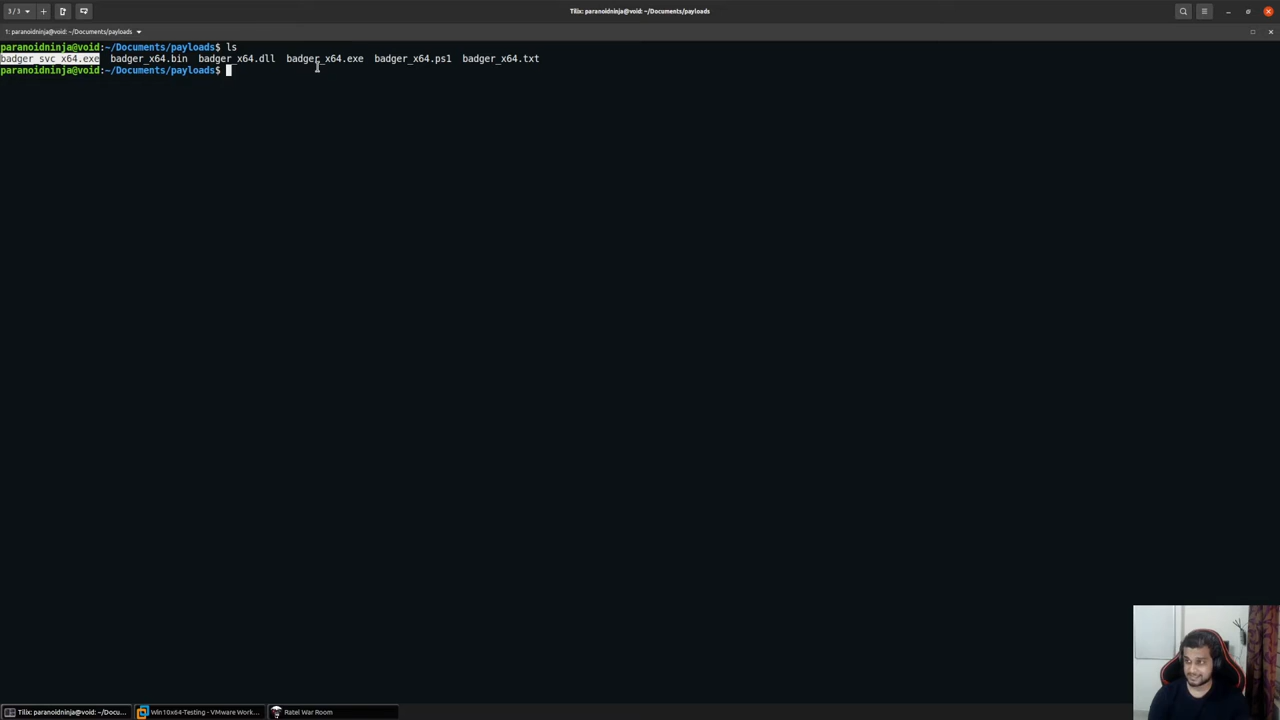 3 / 3
Tilix: paranoidninja@void: ~/Documents/payloads
1: paranoidninja@void: ~/Documents/payloads
paranoidninja@void:~/Documents/payloads$ ls
badger_svc_x64.exe badger_x64.bin badger_x64.dll badger_x64.exe badger_x64.ps1 badger_x64.txt
paranoidninja@void:~/Documents/payloads$
Tilix: paranoidninja@void: ~/Docu... Win10x64-Testing - VMware Work... Ratel War Room